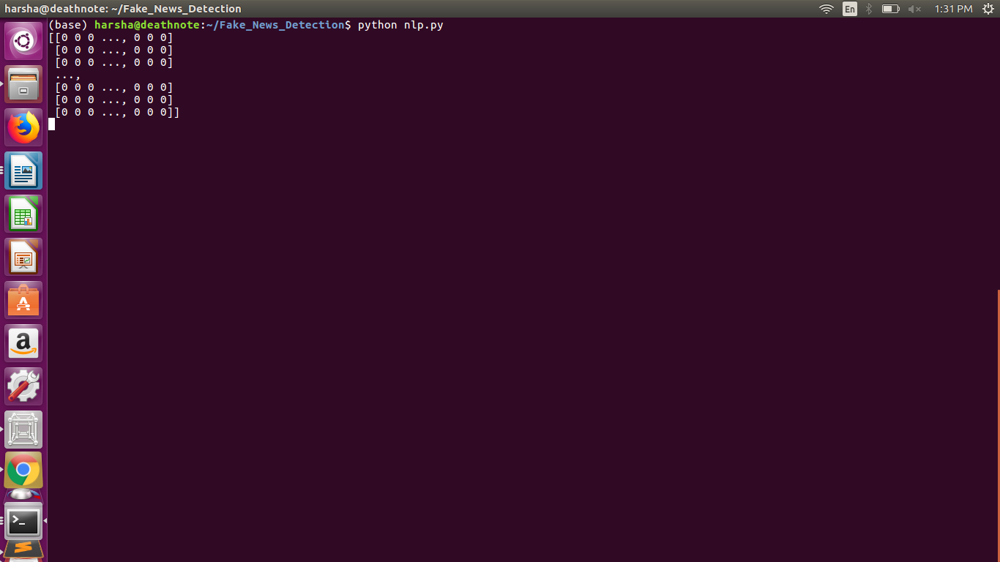 harsha@deathnote: ~/Fake_News_Detection
En
1:31 PM
(base) harsha@deathnote:~/Fake_News_Detection$ python nlp.py
[[0 0 0 ..., 0 0 0]
 [0 0 0 ..., 0 0 0]
 [0 0 0 ..., 0 0 0]
 ...,
 [0 0 0 ..., 0 0 0]
 [0 0 0 ..., 0 0 0]
 [0 0 0 ..., 0 0 0]]
A
a
>_